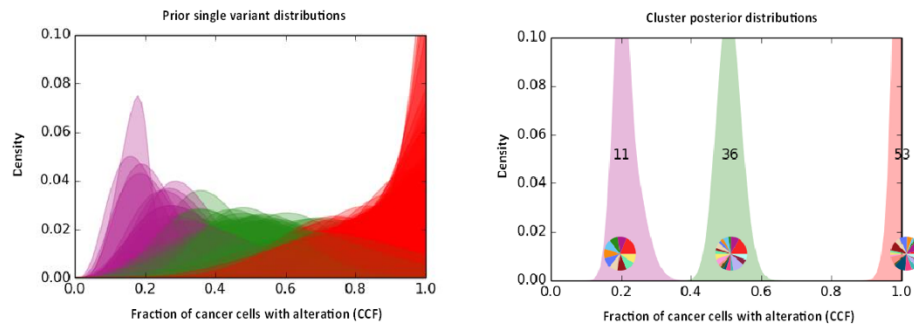 Prior single variant distributions
0.10
0.08
0.06
0.04
0.02
0.00
Density
0.0 0.2 0.4 0.6 0.8 1.0
Fraction of cancer cells with alteration (CCF)
Cluster posterior distributions
0.10
0.08
0.06
0.04
0.02
0.00
Density
11 36 53
0.0 0.2 0.4 0.6 0.8 1.0
Fraction of cancer cells with alteration (CCF)